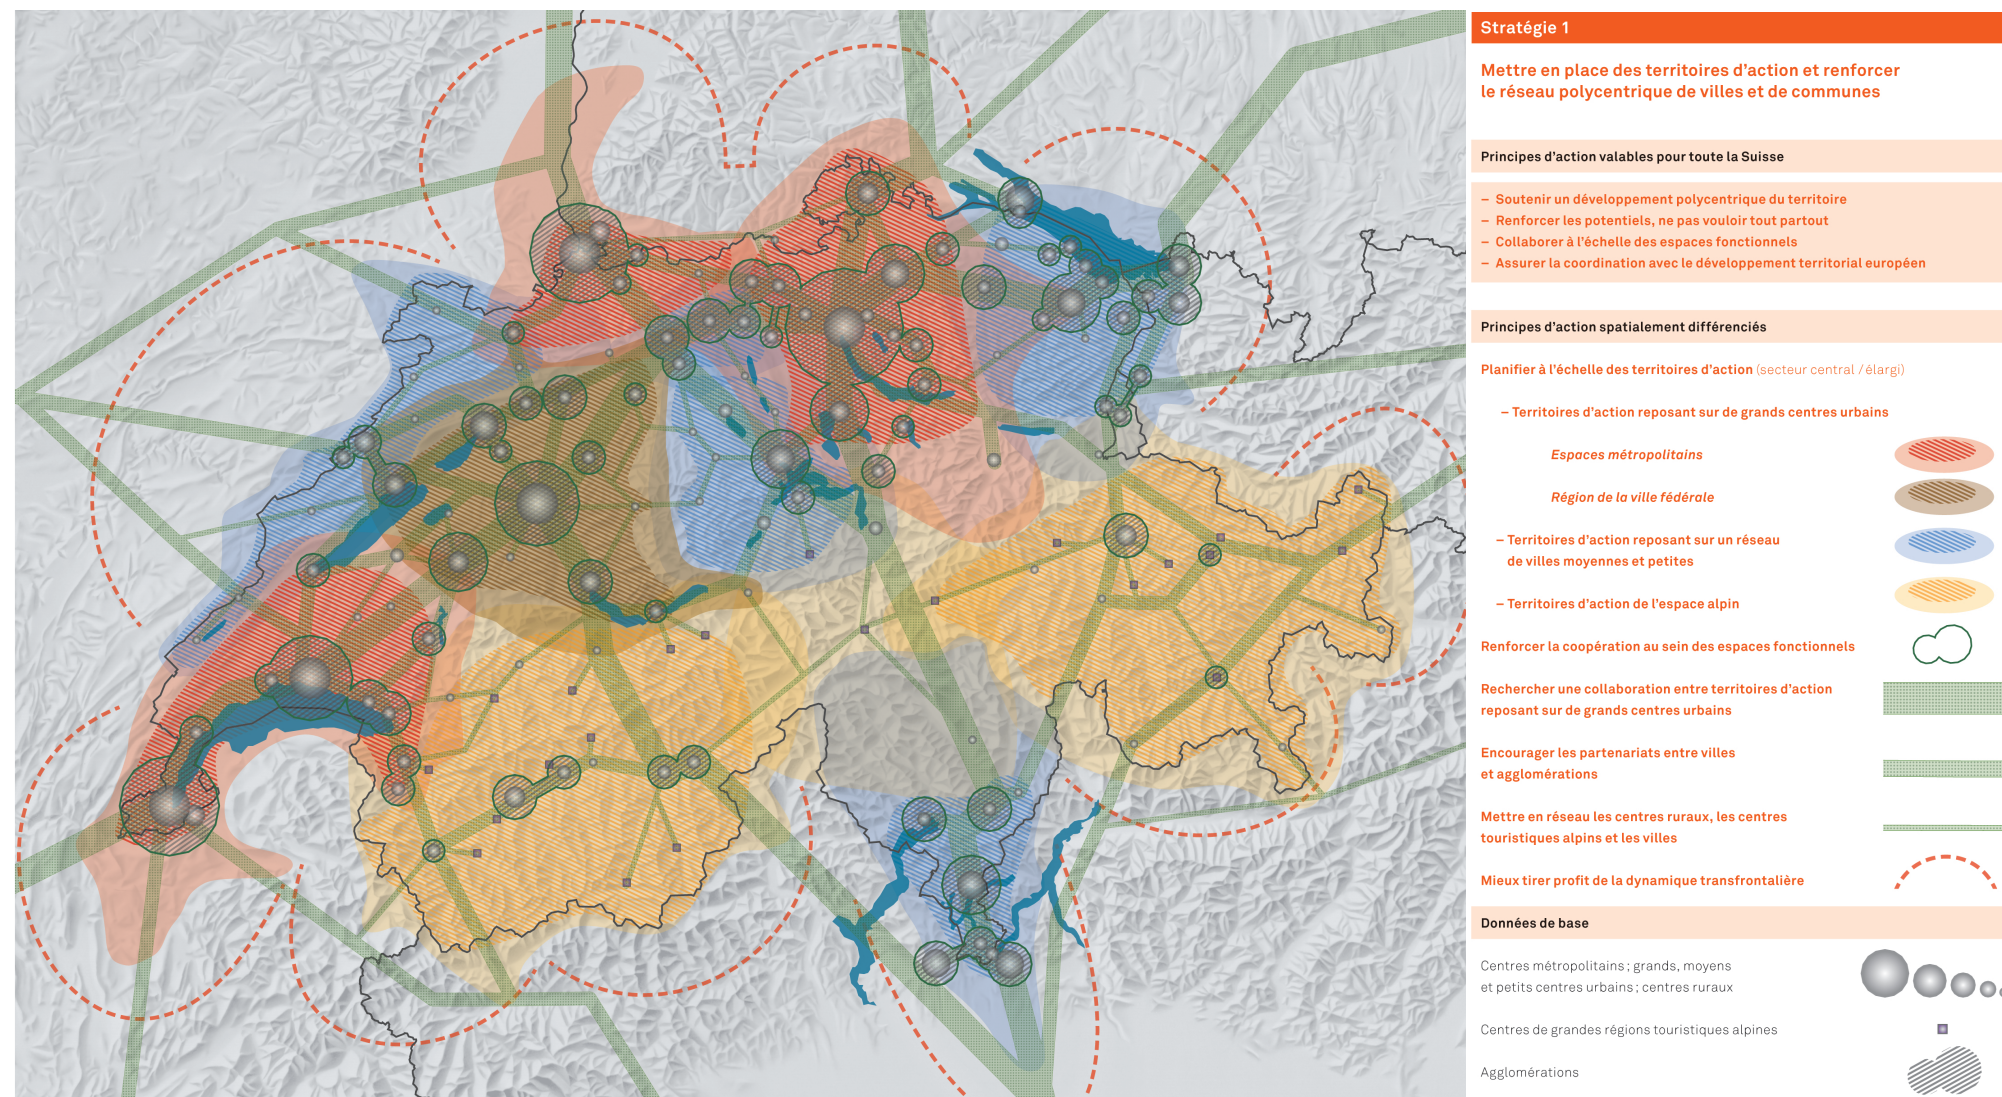 Stratégie 1
Mettre en place des territoires d'action et renforcer
le réseau polycentrique de villes et de communes
Principes d'action valables pour toute la Suisse
– Soutenir un développement polycentrique du territoire
– Renforcer les potentiels, ne pas vouloir tout partout
– Collaborer à l'échelle des espaces fonctionnels
– Assurer la coordination avec le développement territorial européen
Principes d'action spatialement différenciés
Planifier à l'échelle des territoires d'action (secteur central / élargi)
– Territoires d'action reposant sur de grands centres urbains
Espaces métropolitains
Région de la ville fédérale
– Territoires d'action reposant sur un réseau
de villes moyennes et petites
– Territoires d'action de l'espace alpin
Renforcer la coopération au sein des espaces fonctionnels
Rechercher une collaboration entre territoires d'action
reposant sur de grands centres urbains
Encourager les partenariats entre villes
et agglomérations
Mettre en réseau les centres ruraux, les centres
touristiques alpins et les villes
Mieux tirer profit de la dynamique transfrontalière
Données de base
Centres métropolitains ; grands, moyens
et petits centres urbains ; centres ruraux
Centres de grandes régions touristiques alpines
Agglomérations